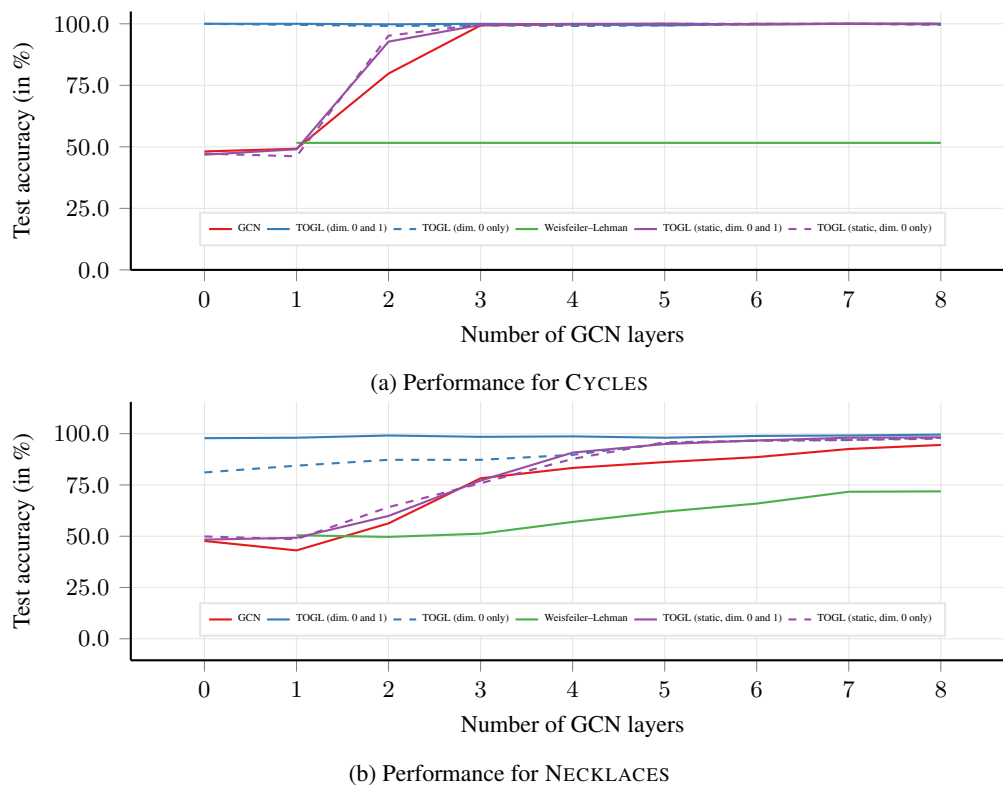 100.0
75.0
50.0
25.0
0.0
Test accuracy (in %)
GCN TOGL (dim. 0 and 1) TOGL (dim. 0 only) Weisfeiler–Lehman TOGL (static, dim. 0 and 1) TOGL (static, dim. 0 only)
0 1 2 3 4 5 6 7 8
Number of GCN layers
(a) Performance for CYCLES
100.0
75.0
50.0
25.0
0.0
Test accuracy (in %)
GCN TOGL (dim. 0 and 1) TOGL (dim. 0 only) Weisfeiler–Lehman TOGL (static, dim. 0 and 1) TOGL (static, dim. 0 only)
0 1 2 3 4 5 6 7 8
Number of GCN layers
(b) Performance for NECKLACES